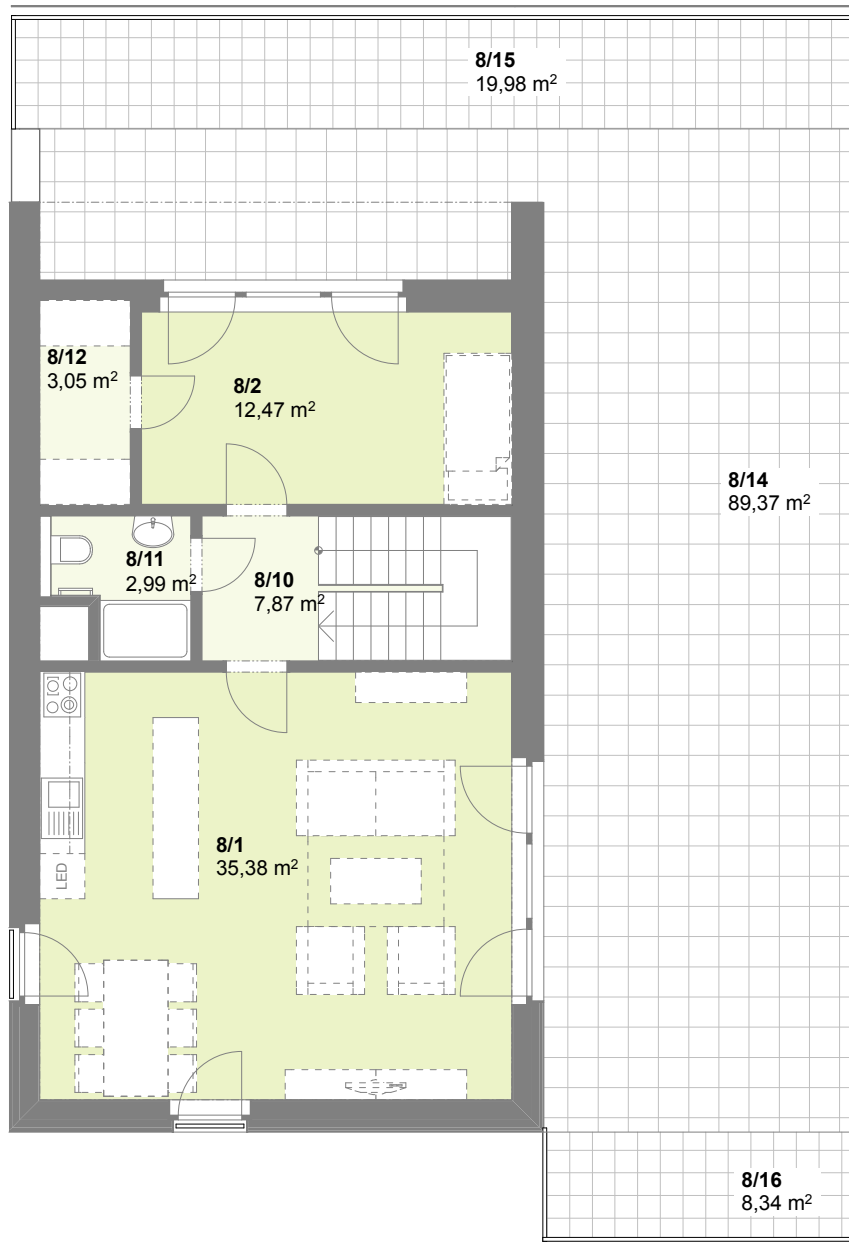 8/15
19,98 m²
8/12
3,05 m²
8/2
12,47 m²
8/14
89,37 m²
8/11
2,99 m²
8/10
7,87 m²
8/1
35,38 m²
LED
8/16
8,34 m²